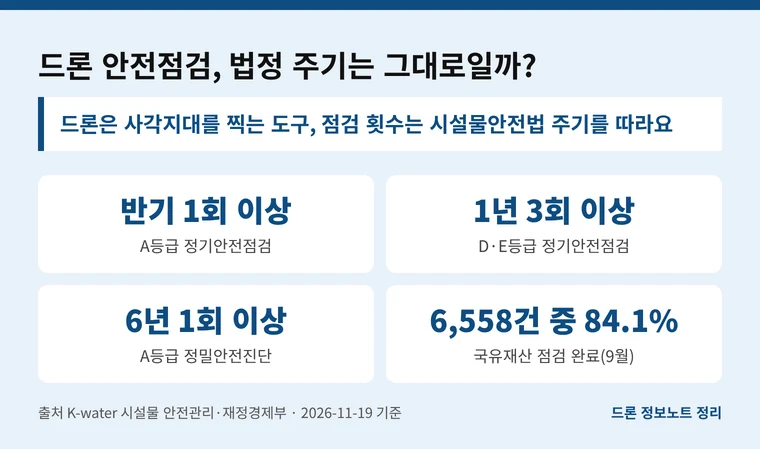 드론 안전점검, 법정 주기는 그대로일까?
드론은 사각지대를 찍는 도구, 점검 횟수는 시설물안전법 주기를 따라요
반기 1회 이상
A등급 정기안전점검
1년 3회 이상
D·E등급 정기안전점검
6년 1회 이상
A등급 정밀안전진단
6,558건 중 84.1%
국유재산 점검 완료(9월)
출처 K-water 시설물 안전관리·재정경제부 · 2026-11-19 기준
드론 정보노트 정리